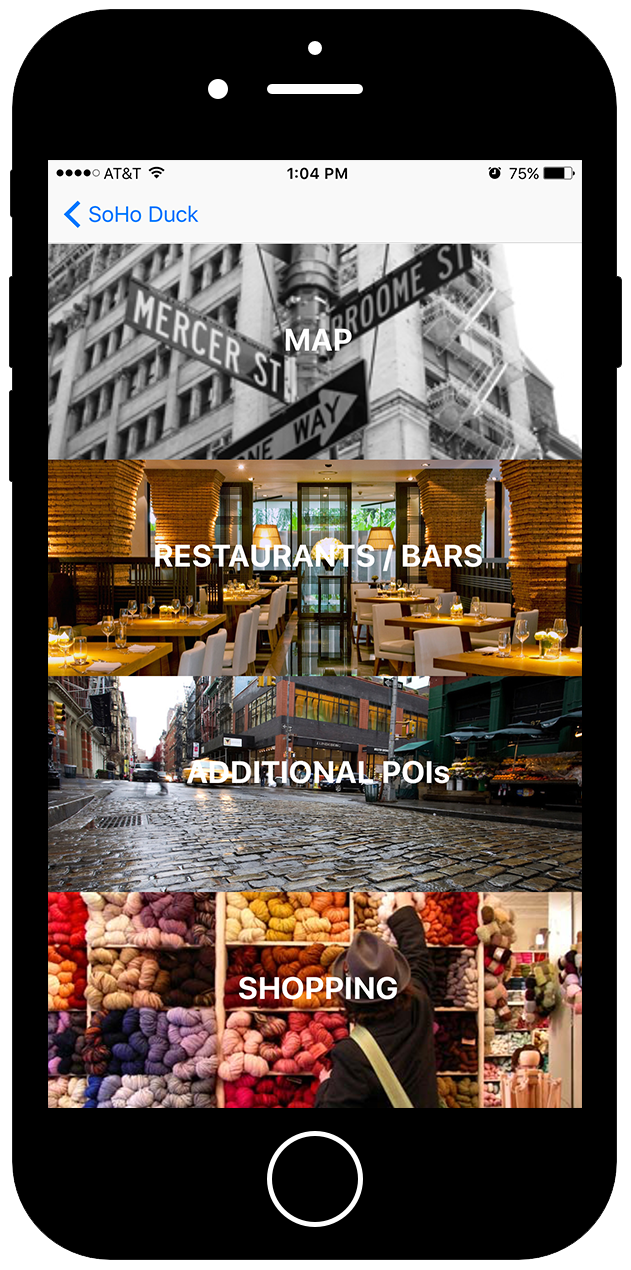 AT&T 1:04 PM 75%
SoHo Duck
MERCER ST
BROOME ST
ONE WAY
MAP
RESTAURANTS / BARS
ADDITIONAL POIs
SHOPPING